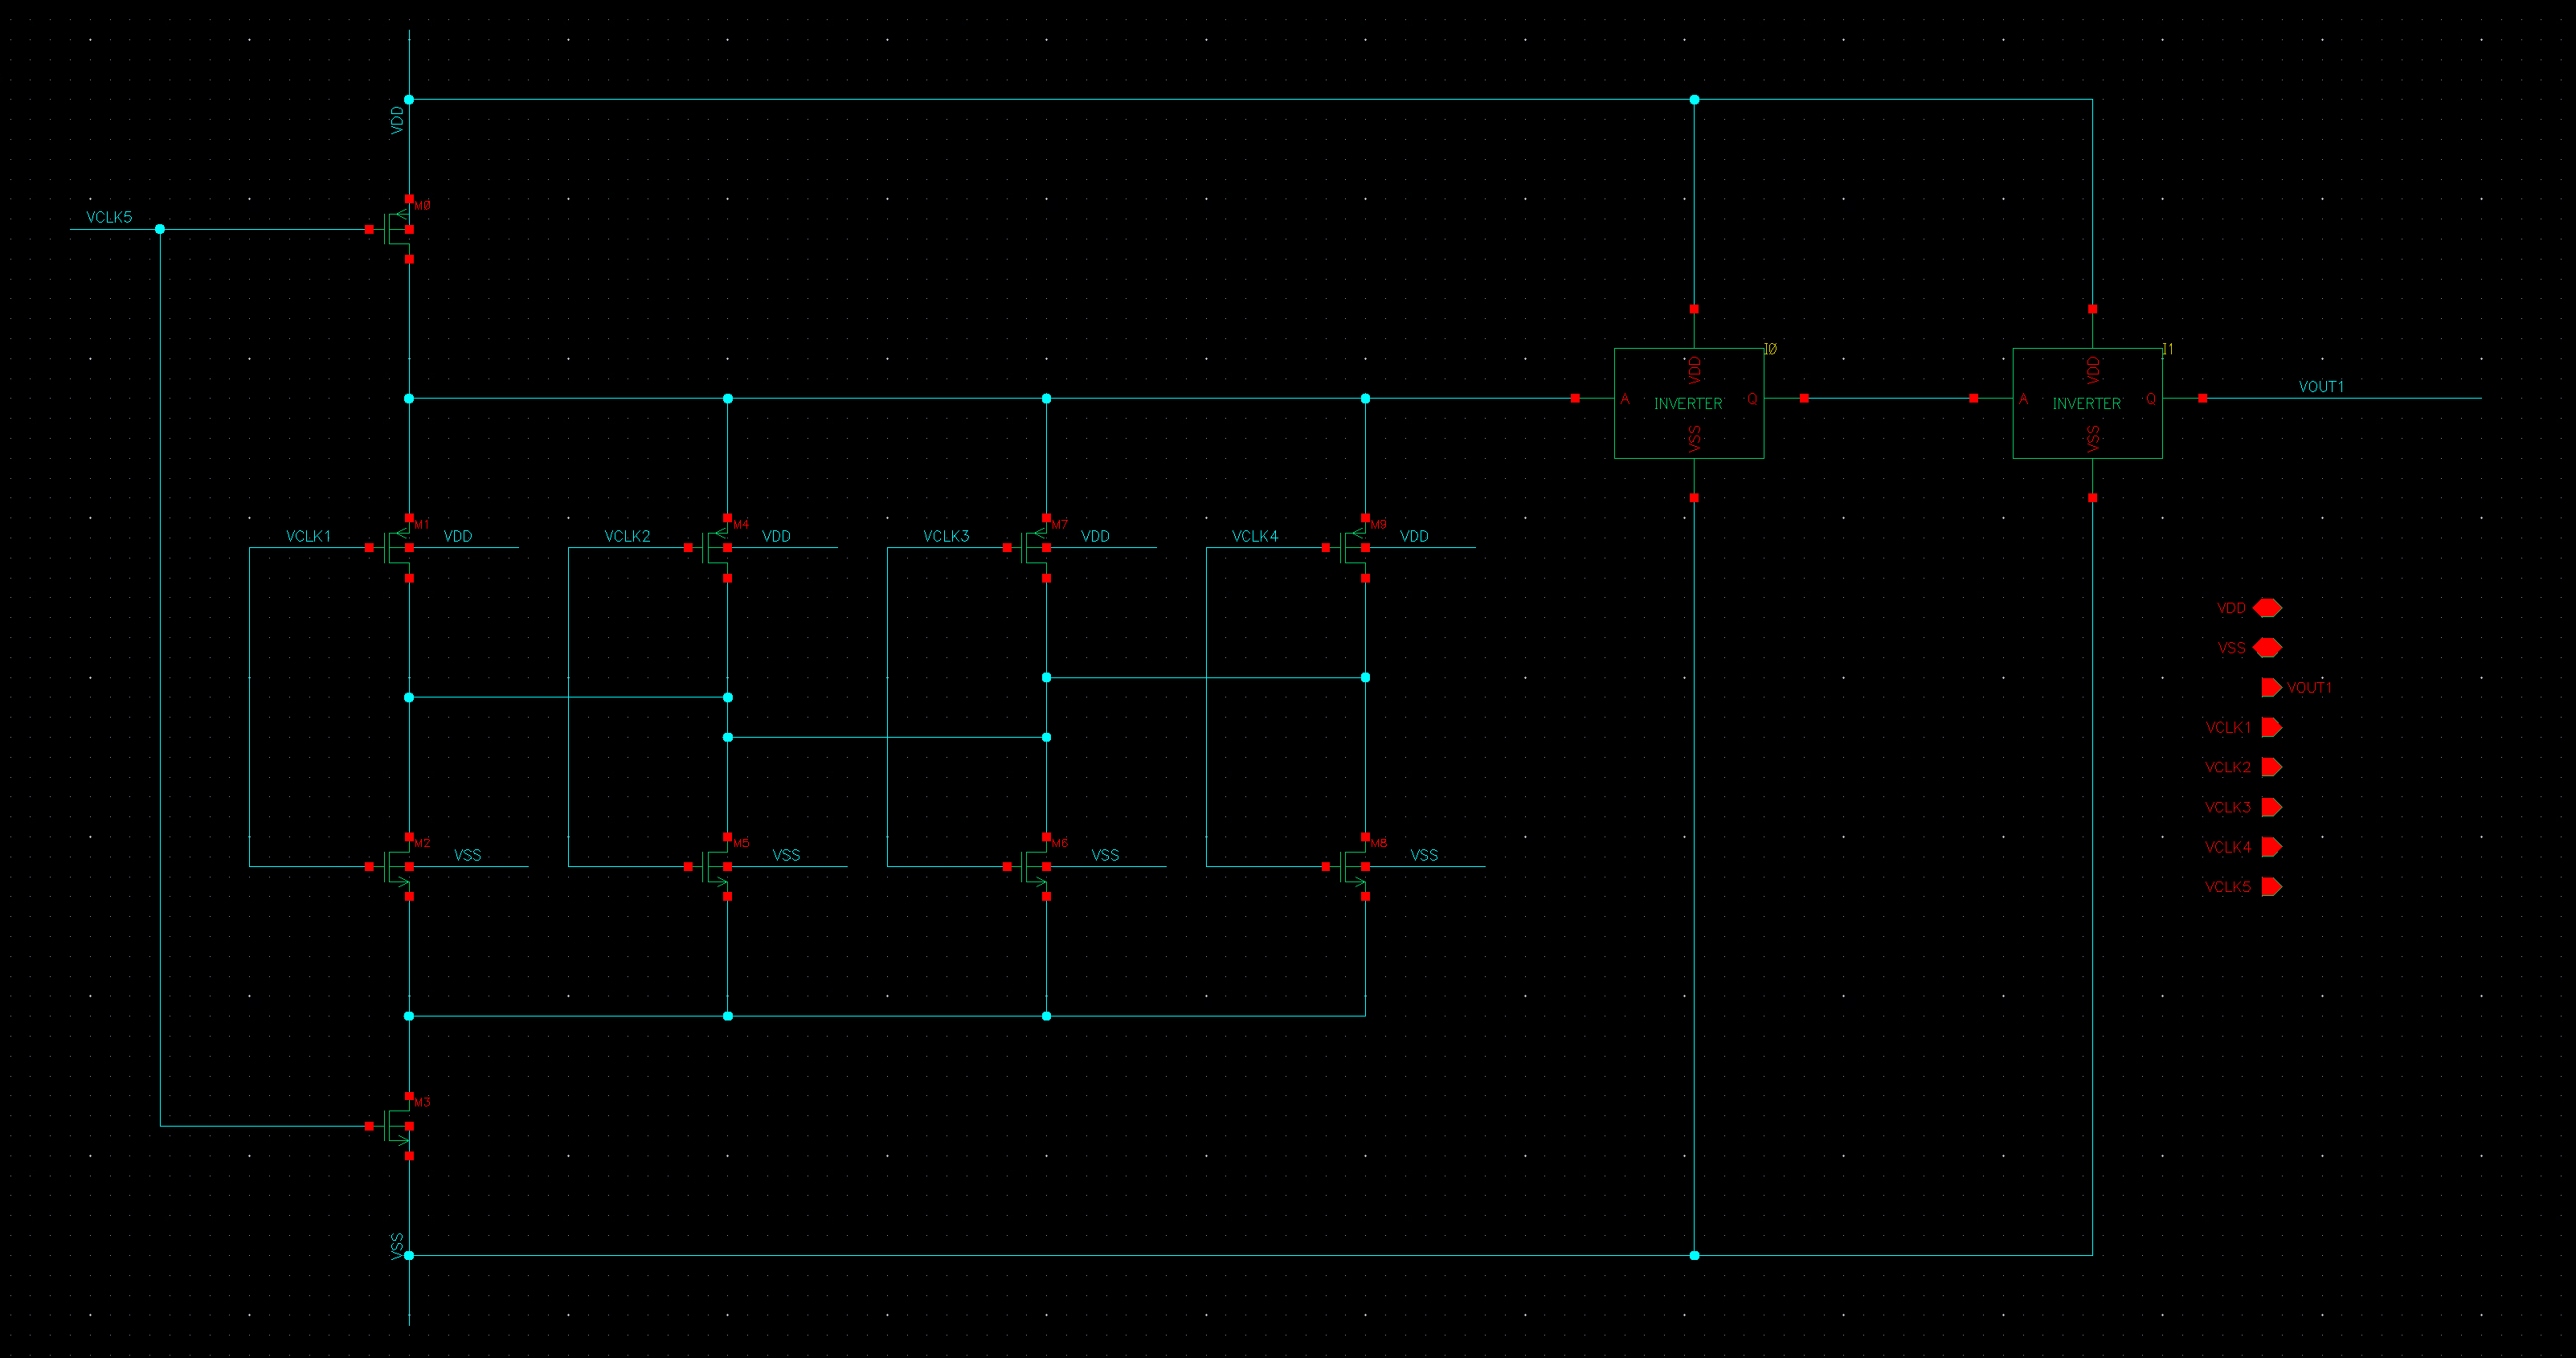 VDD
M0
VCLK5
I0
I1
VDD
VDD
VOUT1
A
INVERTER
Q
A
INVERTER
Q
VSS
VSS
M1
M4
M7
M9
VCLK1
VDD
VCLK2
VDD
VCLK3
VDD
VCLK4
VDD
VDD
VSS
VOUT1
VCLK1
VCLK2
VCLK3
M2
M5
M6
M8
VSS
VSS
VSS
VSS
VCLK4
VCLK5
M3
VSS